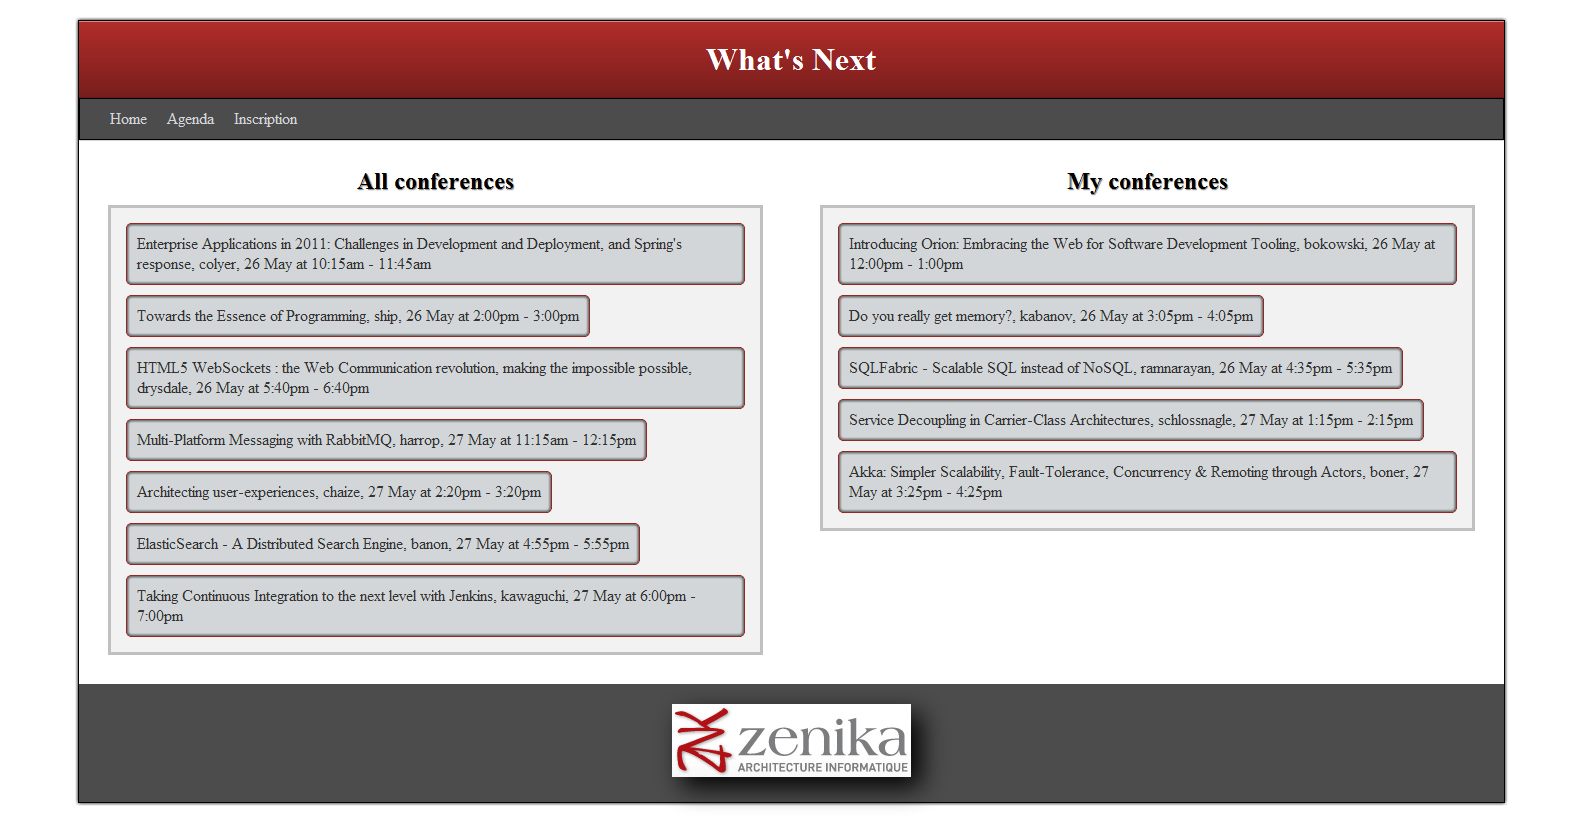 What's Next
Home Agenda Inscription
All conferences
Enterprise Applications in 2011: Challenges in Development and Deployment, and Spring's
response, colyer, 26 May at 10:15am - 11:45am
Towards the Essence of Programming, ship, 26 May at 2:00pm - 3:00pm
HTML5 WebSockets : the Web Communication revolution, making the impossible possible,
drysdale, 26 May at 5:40pm - 6:40pm
Multi-Platform Messaging with RabbitMQ, harrop, 27 May at 11:15am - 12:15pm
Architecting user-experiences, chaize, 27 May at 2:20pm - 3:20pm
ElasticSearch - A Distributed Search Engine, banon, 27 May at 4:55pm - 5:55pm
Taking Continuous Integration to the next level with Jenkins, kawaguchi, 27 May at 6:00pm -
7:00pm
My conferences
Introducing Orion: Embracing the Web for Software Development Tooling, bokowski, 26 May at
12:00pm - 1:00pm
Do you really get memory?, kabanov, 26 May at 3:05pm - 4:05pm
SQLFabric - Scalable SQL instead of NoSQL, ramnarayan, 26 May at 4:35pm - 5:35pm
Service Decoupling in Carrier-Class Architectures, schlossnagle, 27 May at 1:15pm - 2:15pm
Akka: Simpler Scalability, Fault-Tolerance, Concurrency & Remoting through Actors, boner, 27
May at 3:25pm - 4:25pm
zenika
ARCHITECTURE INFORMATIQUE